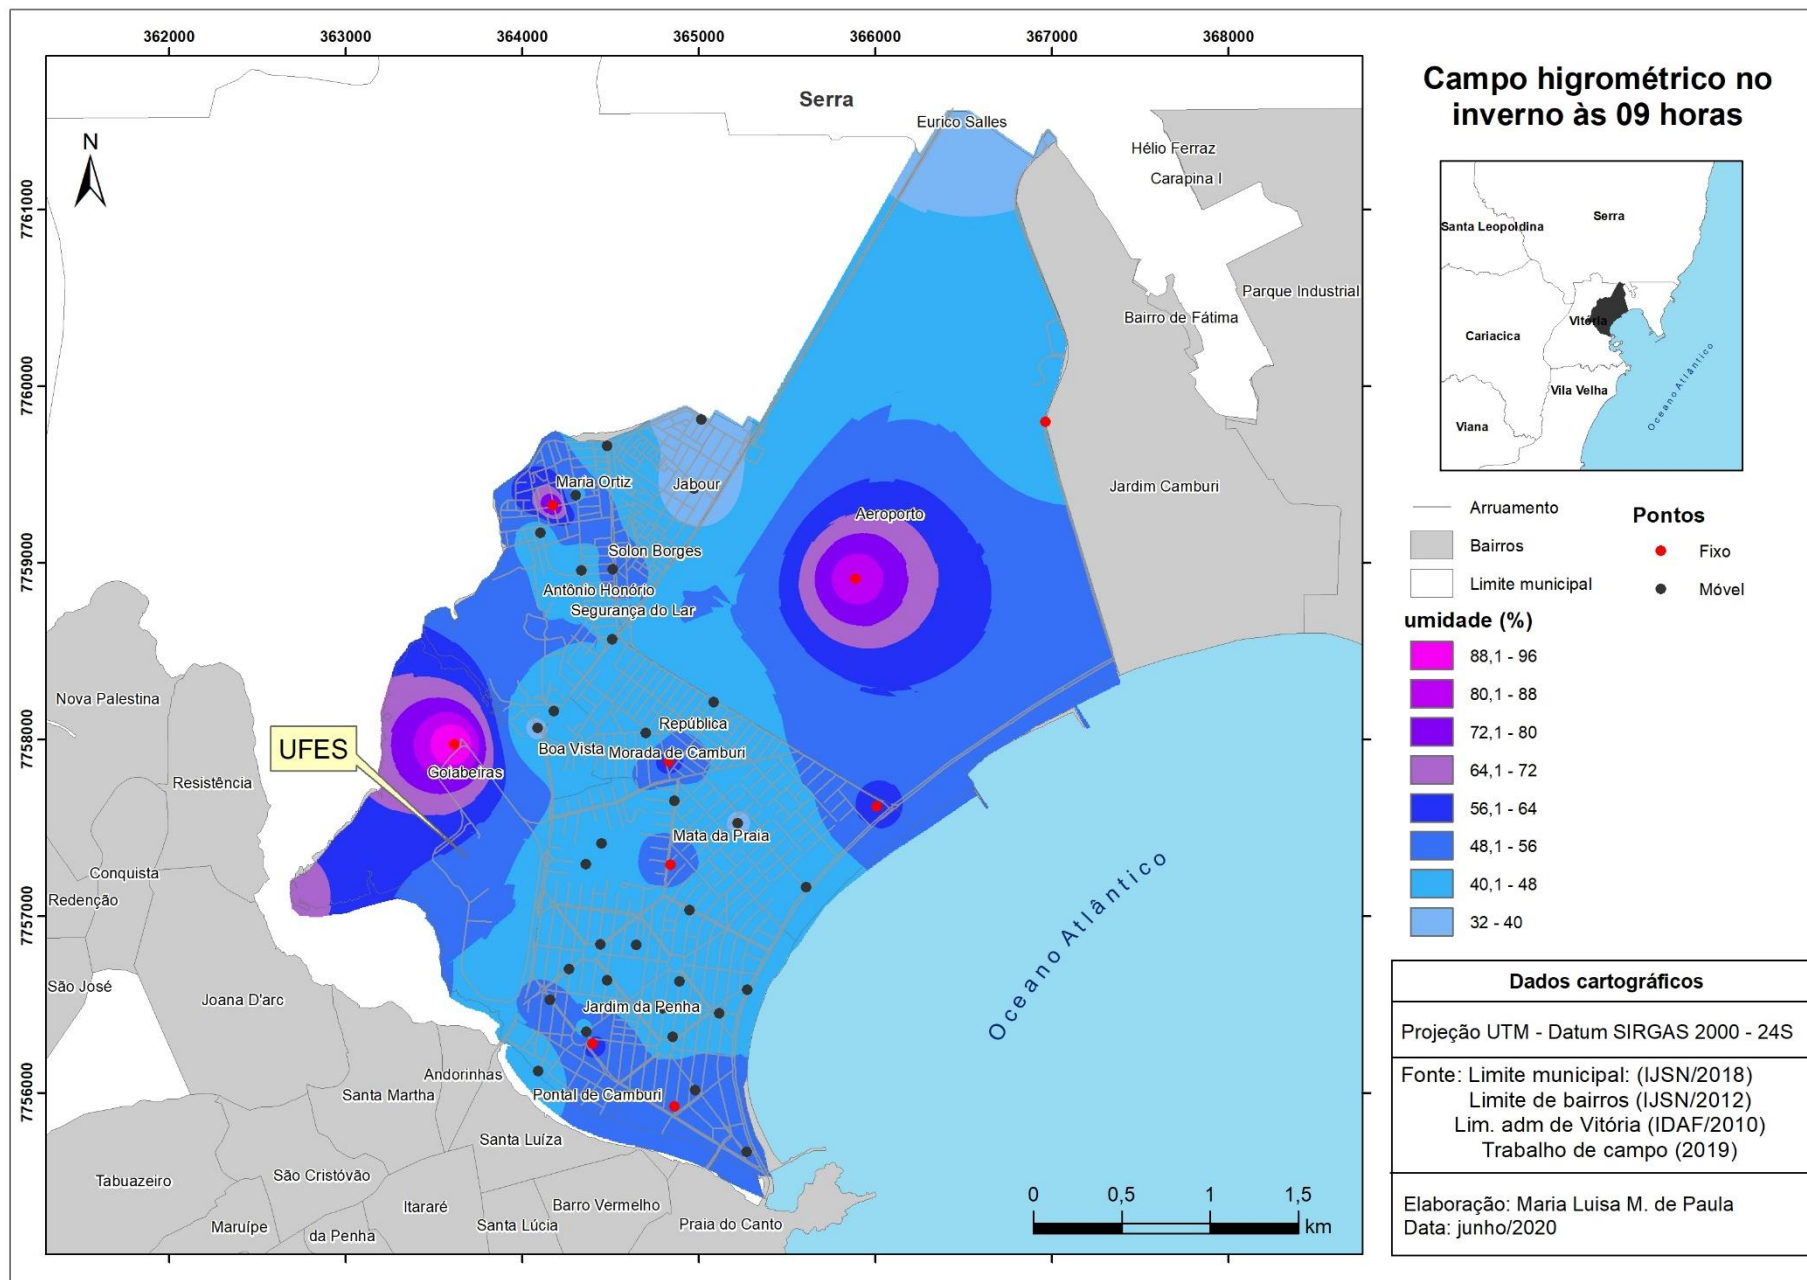 362000 363000 364000 365000 366000 367000 368000
7761000
7760000
7759000
7758000
7757000
7756000
N
Serra
Eurico Salles
Hélio Ferraz
Carapina I
Parque Industrial
Bairro de Fátima
Jardim Camburi
Maria Ortiz
Jabour
Aeroporto
Solon Borges
Antônio Honório
Segurança do Lar
Nova Palestina
República
Boa Vista
Morada de Camburi
UFES
Goiabeiras
Resistência
Mata da Praia
Conquista
Redenção
São José
Joana D'arc
Jardim da Penha
Andorinhas
Santa Martha
Pontal de Camburi
Santa Luíza
São Cristóvão
Tabuazeiro
Itararé
Barro Vermelho
Maruípe
da Penha
Santa Lúcia
Praia do Canto
Oceano Atlântico
0 0,5 1 1,5
km
Campo higrométrico no
inverno às 09 horas
Serra
Santa Leopoldina
Vitória
Cariacica
Vila Velha
Viana
Oceano Atlântico
Arruamento
Bairros
Limite municipal
Pontos
Fixo
Móvel
umidade (%)
88,1 - 96
80,1 - 88
72,1 - 80
64,1 - 72
56,1 - 64
48,1 - 56
40,1 - 48
32 - 40
Dados cartográficos
Projeção UTM - Datum SIRGAS 2000 - 24S
Fonte: Limite municipal: (IJSN/2018)
Limite de bairros (IJSN/2012)
Lim. adm de Vitória (IDAF/2010)
Trabalho de campo (2019)
Elaboração: Maria Luisa M. de Paula
Data: junho/2020